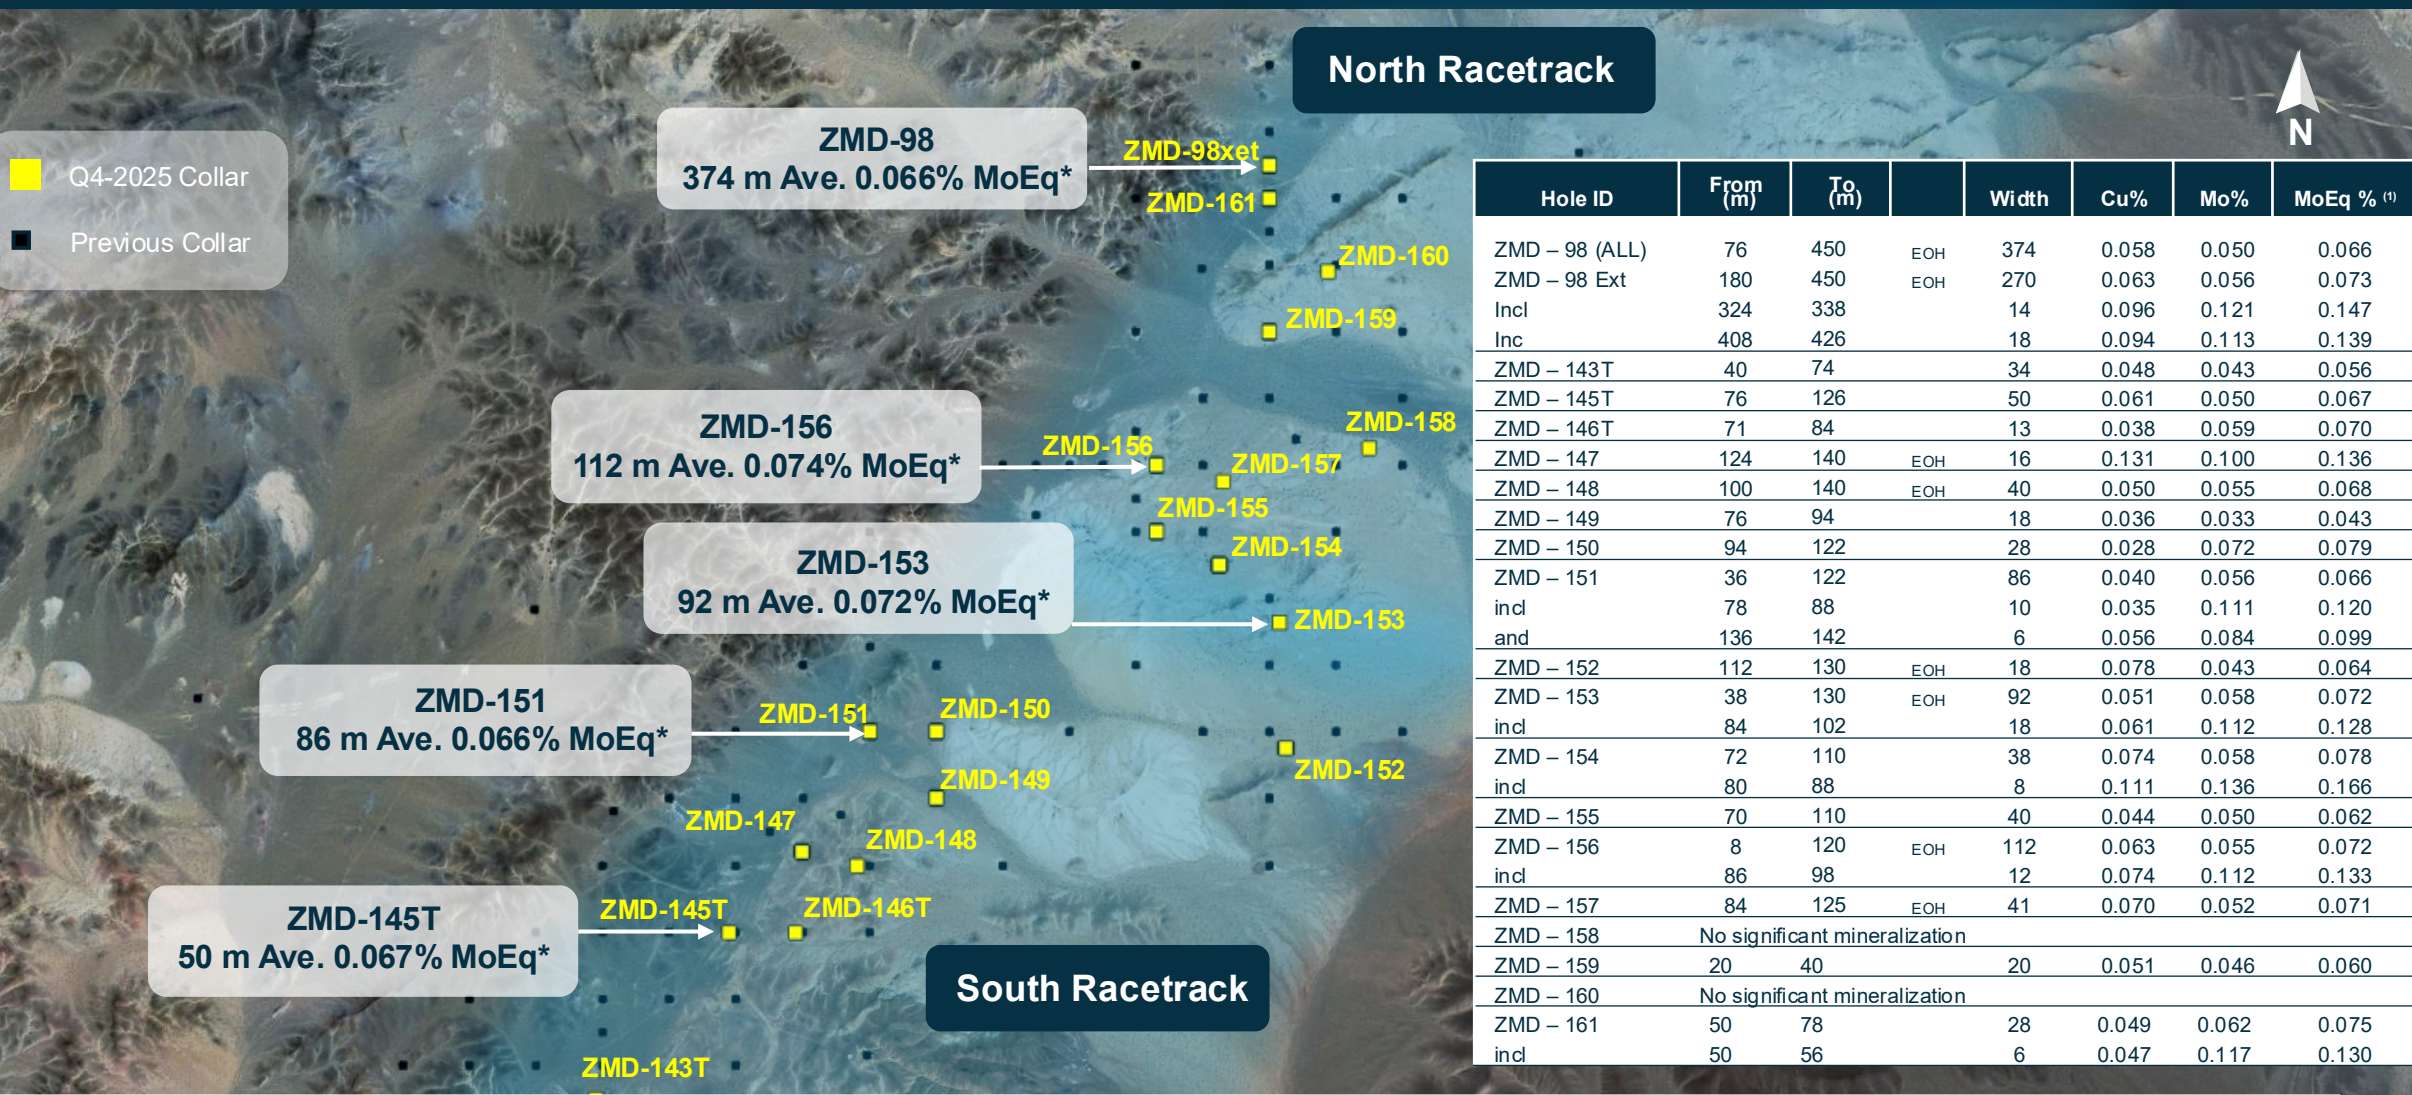 North Racetrack
N
Q4-2025 Collar
Previous Collar
ZMD-98
374 m Ave. 0.066% MoEq*
ZMD-98xet
ZMD-161
ZMD-160
ZMD-159
ZMD-156
112 m Ave. 0.074% MoEq*
ZMD-156
ZMD-158
ZMD-157
ZMD-155
ZMD-154
ZMD-153
92 m Ave. 0.072% MoEq*
ZMD-153
ZMD-151
86 m Ave. 0.066% MoEq*
ZMD-151
ZMD-150
ZMD-152
ZMD-149
ZMD-147
ZMD-148
ZMD-145T
50 m Ave. 0.067% MoEq*
ZMD-145T
ZMD-146T
South Racetrack
ZMD-143T
Hole ID From (m) To (m) Width Cu% Mo% MoEq % (1)
ZMD – 98 (ALL) 76 450 EOH 374 0.058 0.050 0.066
ZMD – 98 Ext 180 450 EOH 270 0.063 0.056 0.073
Incl 324 338 14 0.096 0.121 0.147
Inc 408 426 18 0.094 0.113 0.139
ZMD – 143T 40 74 34 0.048 0.043 0.056
ZMD – 145T 76 126 50 0.061 0.050 0.067
ZMD – 146T 71 84 13 0.038 0.059 0.070
ZMD – 147 124 140 EOH 16 0.131 0.100 0.136
ZMD – 148 100 140 EOH 40 0.050 0.055 0.068
ZMD – 149 76 94 18 0.036 0.033 0.043
ZMD – 150 94 122 28 0.028 0.072 0.079
ZMD – 151 36 122 86 0.040 0.056 0.066
incl 78 88 10 0.035 0.111 0.120
and 136 142 6 0.056 0.084 0.099
ZMD – 152 112 130 EOH 18 0.078 0.043 0.064
ZMD – 153 38 130 EOH 92 0.051 0.058 0.072
incl 84 102 18 0.061 0.112 0.128
ZMD – 154 72 110 38 0.074 0.058 0.078
incl 80 88 8 0.111 0.136 0.166
ZMD – 155 70 110 40 0.044 0.050 0.062
ZMD – 156 8 120 EOH 112 0.063 0.055 0.072
incl 86 98 12 0.074 0.112 0.133
ZMD – 157 84 125 EOH 41 0.070 0.052 0.071
ZMD – 158 No significant mineralization
ZMD – 159 20 40 20 0.051 0.046 0.060
ZMD – 160 No significant mineralization
ZMD – 161 50 78 28 0.049 0.062 0.075
incl 50 56 6 0.047 0.117 0.130